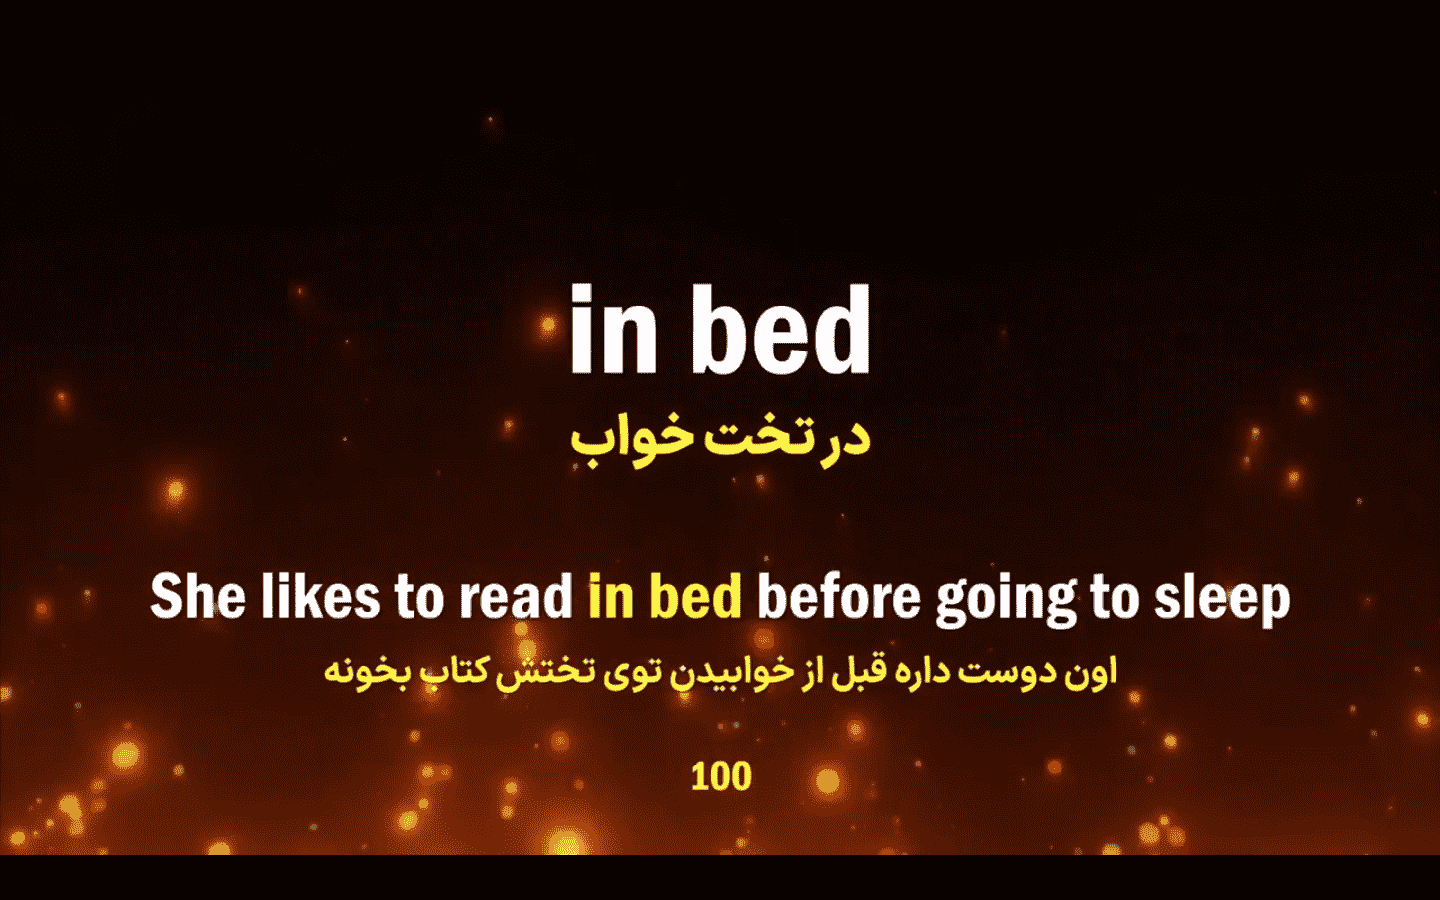 in bed
در تخت خواب
She likes to read in bed before going to sleep
اون دوست داره قبل از خوابیدن توی تختش کتاب بخونه
100